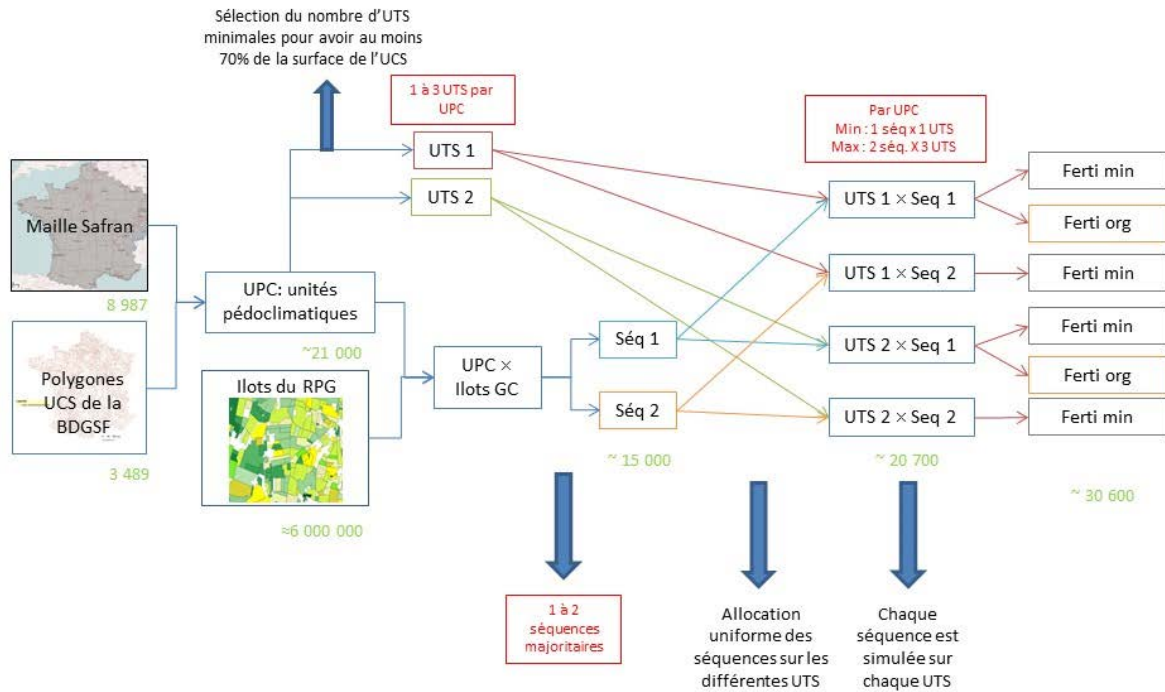 Sélection du nombre d'UTS
minimales pour avoir au moins
70% de la surface de l'UCS
1 à 3 UTS par
UPC
UTS 1
UTS 2
Par UPC
Min : 1 séq x 1 UTS
Max : 2 séq. X 3 UTS
Maille Safran
8 987
Polygones
UCS de la
BDGSF
3 489
UPC: unités
pédoclimatiques
~21 000
Ilots du RPG
≈6 000 000
UPC ×
Ilots GC
Séq 1
Séq 2
~ 15 000
UTS 1 × Seq 1
UTS 1 × Seq 2
UTS 2 × Seq 1
UTS 2 × Seq 2
~ 20 700
Ferti min
Ferti org
Ferti min
Ferti min
Ferti org
Ferti min
~ 30 600
1 à 2
séquences
majoritaires
Allocation
uniforme des
séquences sur les
différentes UTS
Chaque
séquence est
simulée sur
chaque UTS